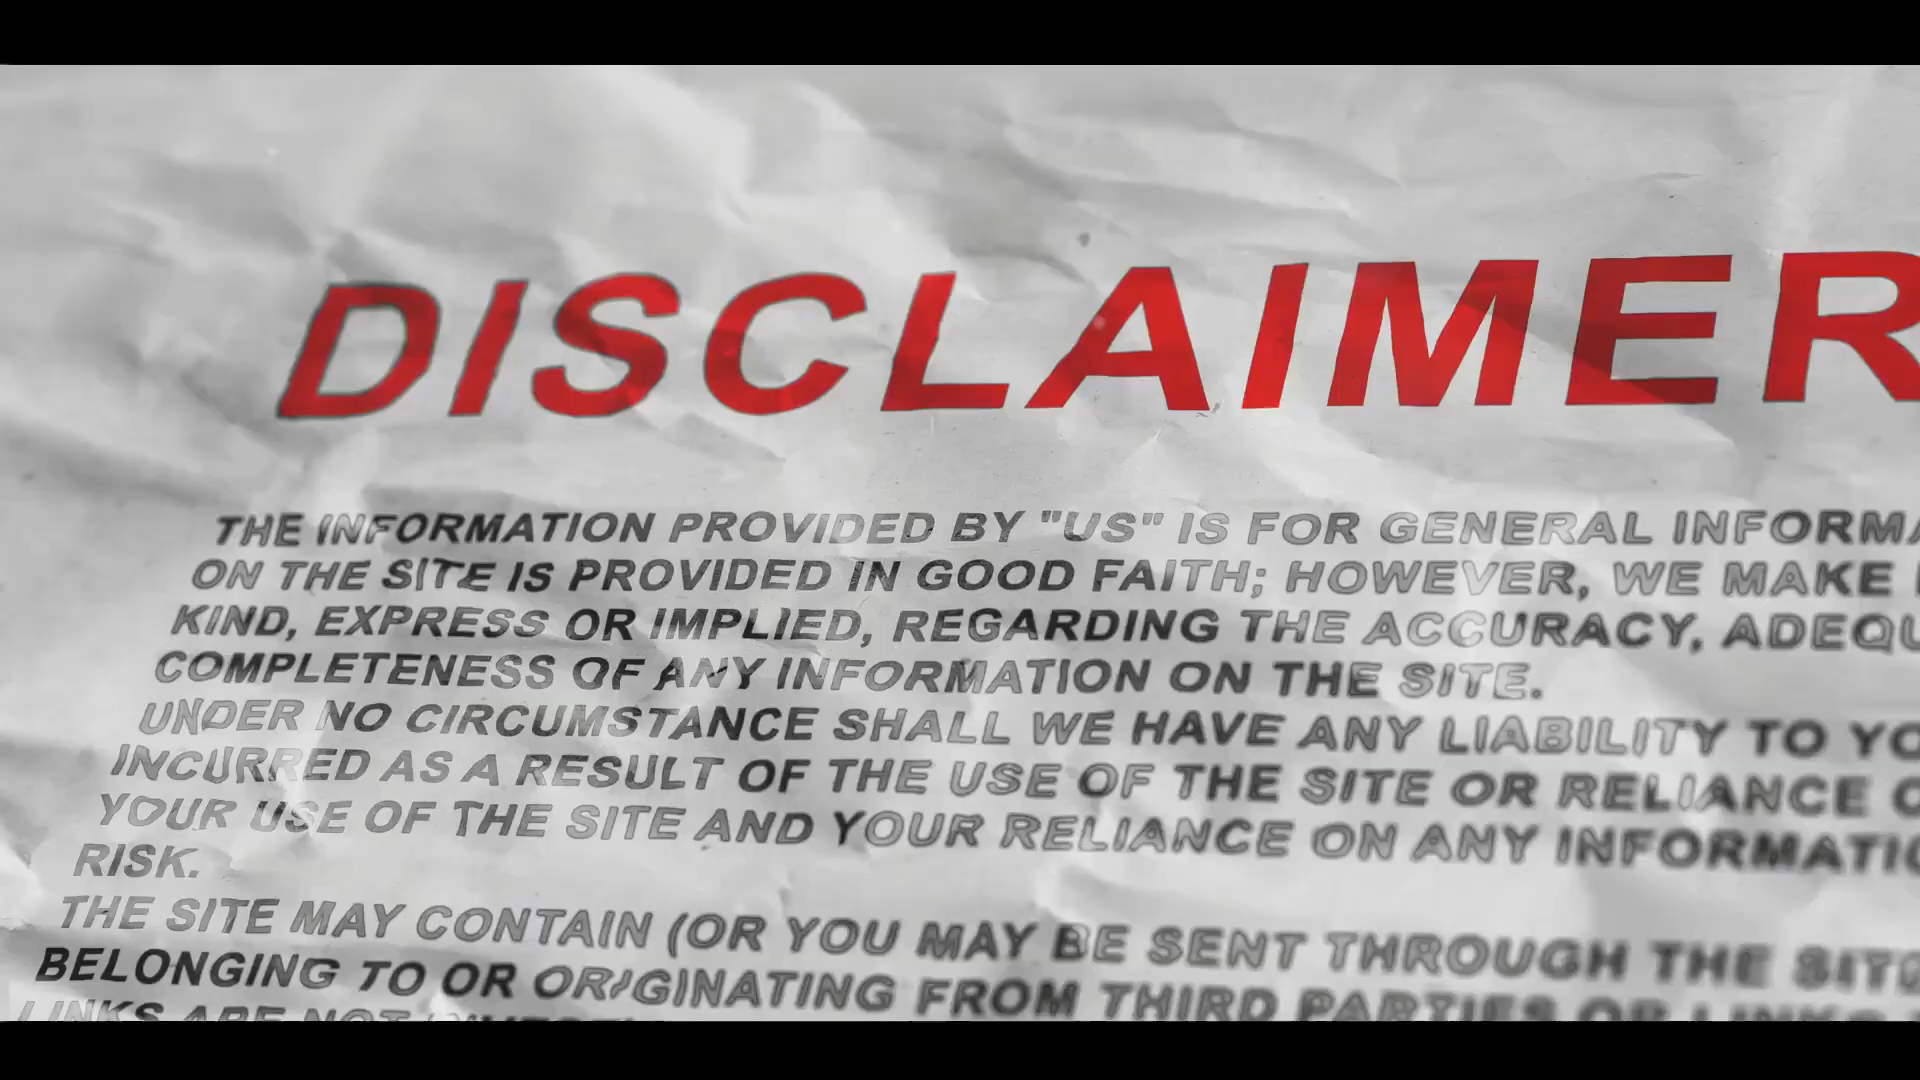 DISCLAIMER
THE INFORMATION PROVIDED BY "US" IS FOR GENERAL
ON THE SITE IS PROVIDED IN GOOD FAITH; HOWEVER, WE MAKE
KIND, EXPRESS OR IMPLIED, REGARDING THE ACCURACY,
COMPLETENESS OF ANY INFORMATION ON THE SITE.
UNDER NO CIRCUMSTANCE SHALL WE HAVE ANY LIABILITY TO
INCURRED AS A RESULT OF THE USE OF THE SITE OR RELIANCE
YOUR USE OF THE SITE AND YOUR RELIANCE ON ANY
RISK.
THE SITE MAY CONTAIN (OR YOU MAY BE SENT THROUGH THE
BELONGING TO OR ORIGINATING FROM THIRD PARTIES OR
LINKS ARE NOT